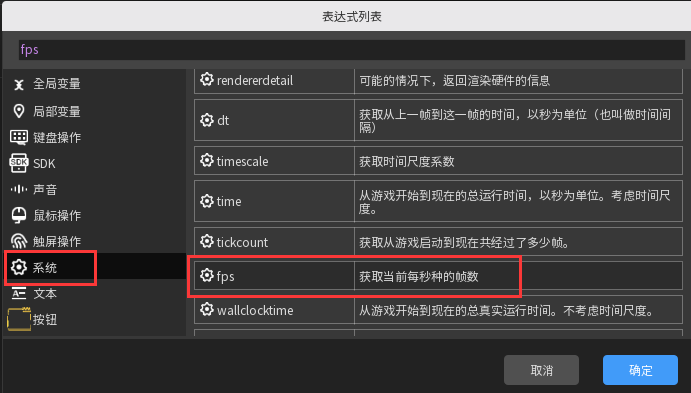 表达式列表
fps
全局变量
局部变量
键盘操作
SDK
SDK
声音
鼠标操作
触屏操作
系统
文本
按钮
rendererdetail
可能的情况下，返回渲染硬件的信息
dt
获取从上一帧到这一帧的时间，以秒为单位（也叫做时间间
隔）
timescale
获取时间尺度系数
time
从游戏开始到现在的总运行时间，以秒为单位。考虑时间尺
度。
tickcount
获取从游戏启动到现在共经过了多少帧。
fps
获取当前每秒种的帧数
wallclocktime
从游戏开始到现在的总真实运行时间。不考虑时间尺度。
取消
确定